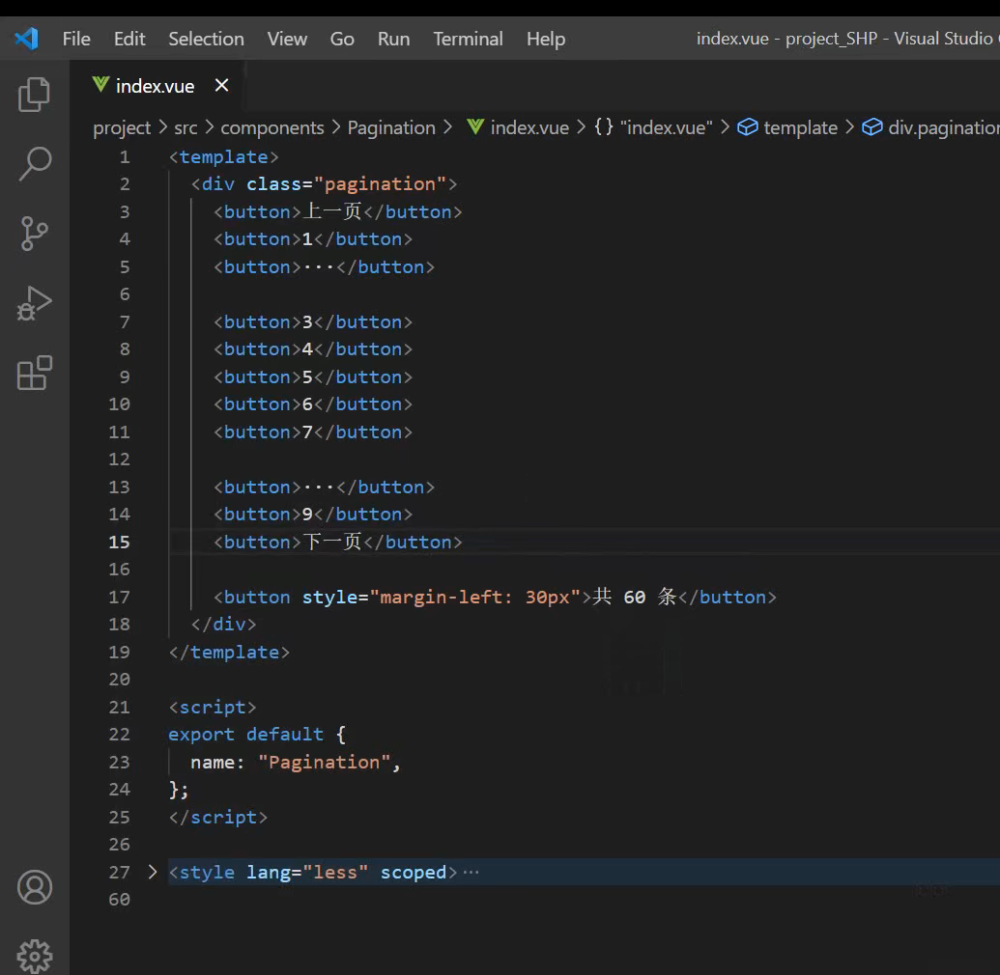 File Edit Selection View Go Run Terminal Help index.vue - project_SHP - Visual Studio
index.vue
project > src > components > Pagination > index.vue > {} "index.vue" > template > div.pagination
1 <template>
2 <div class="pagination">
3 <button>上一页</button>
4 <button>1</button>
5 <button>···</button>
6
7 <button>3</button>
8 <button>4</button>
9 <button>5</button>
10 <button>6</button>
11 <button>7</button>
12
13 <button>···</button>
14 <button>9</button>
15 <button>下一页</button>
16
17 <button style="margin-left: 30px">共 60 条</button>
18 </div>
19 </template>
20
21 <script>
22 export default {
23 name: "Pagination",
24 };
25 </script>
26
27 <style lang="less" scoped>···
60